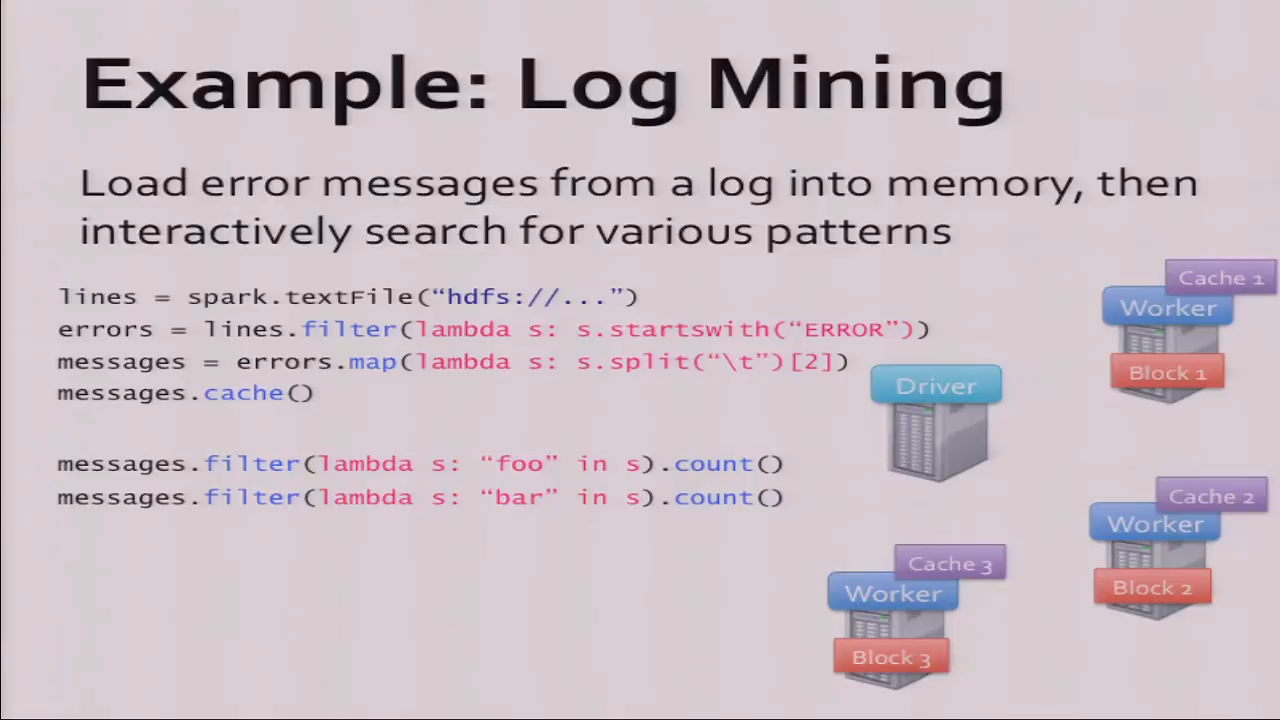 Example: Log Mining
Load error messages from a log into memory, then
interactively search for various patterns
lines = spark.textFile(“hdfs://...”)
errors = lines.filter(lambda s: s.startswith(“ERROR”))
messages = errors.map(lambda s: s.split(“\t”)[2])
messages.cache()
messages.filter(lambda s: “foo” in s).count()
messages.filter(lambda s: “bar” in s).count()
Driver
Cache 1
Worker
Block 1
Cache 2
Worker
Block 2
Cache 3
Worker
Block 3